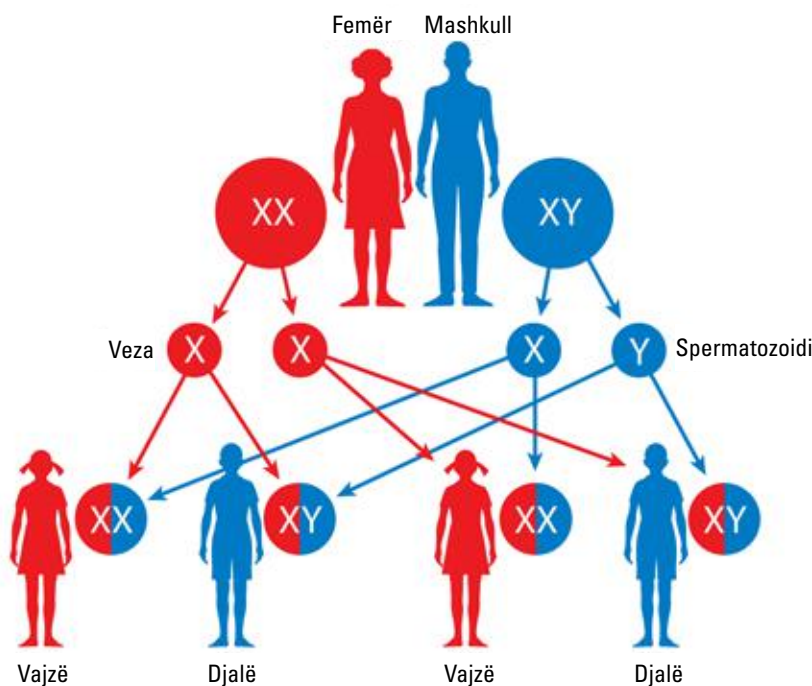 Femër Mashkull
XX XY
Veza X X X Y Spermatozoidi
XX XY XX XY
Vajzë Djalë Vajzë Djalë